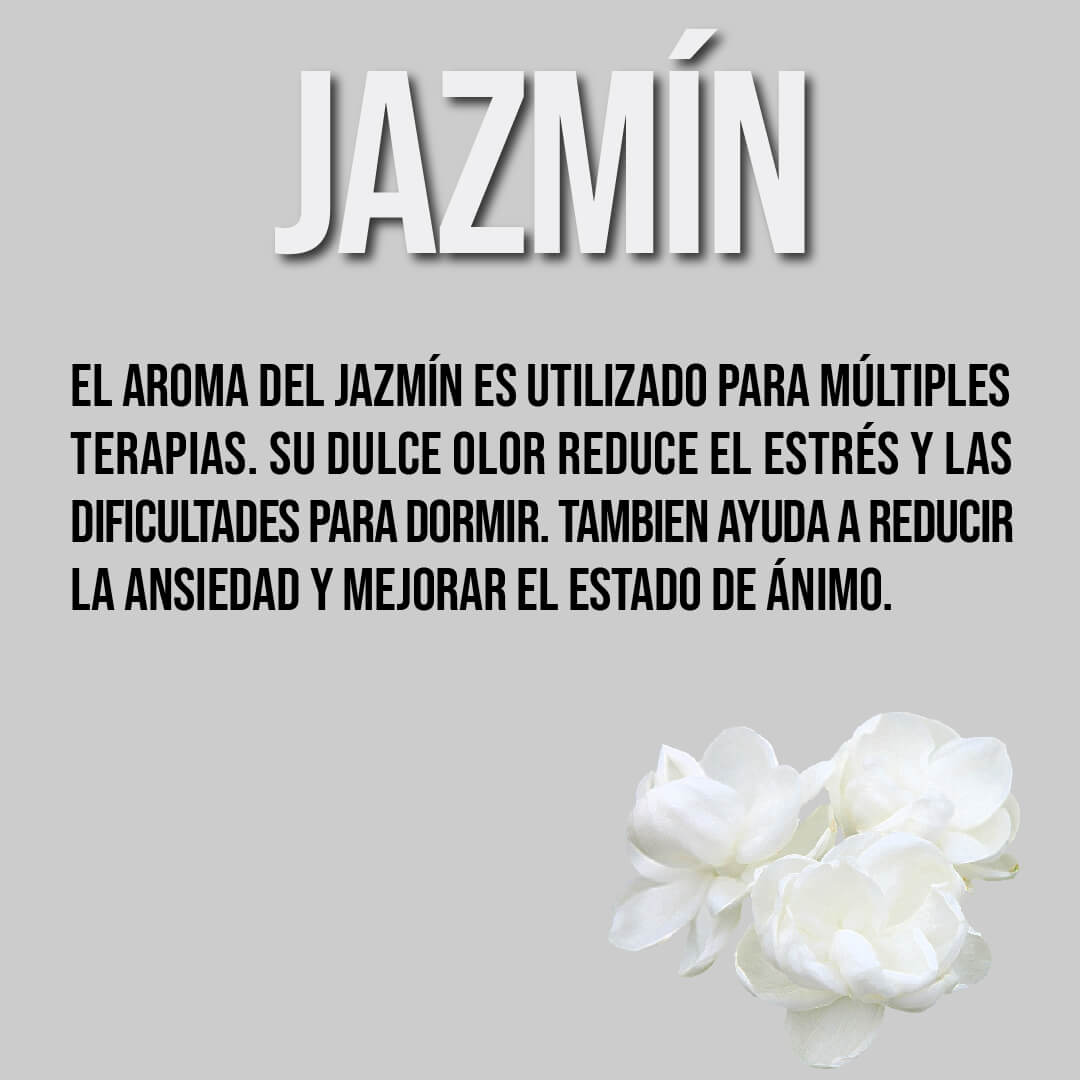 JAZMÍN
EL AROMA DEL JAZMÍN ES UTILIZADO PARA MÚLTIPLES
TERAPIAS. SU DULCE OLOR REDUCE EL ESTRÉS Y LAS
DIFICULTADES PARA DORMIR. TAMBIEN AYUDA A REDUCIR
LA ANSIEDAD Y MEJORAR EL ESTADO DE ÁNIMO.